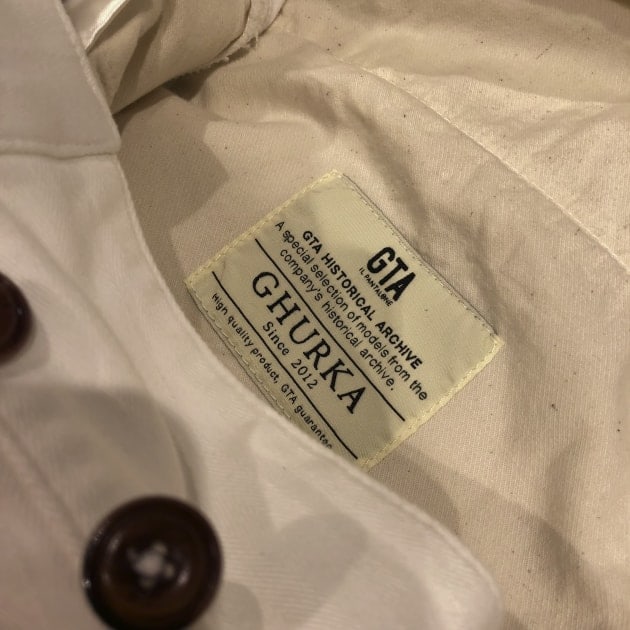 GTA
IL PANTALONE
GTA HISTORICAL ARCHIVE
A special selection of models from the
company's historical archive.
GHURKA
Since 2012
High quality product, GTA guarantee